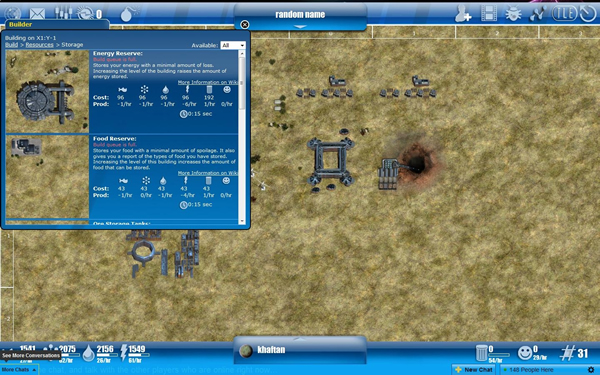 random name
Builder
Building on X1:Y-1
Build > Resources > Storage
Available: All
Energy Reserve:
Build queue is full.
Stores your energy with a minimal amount of loss.
Increasing the level of the building raises the amount of
energy stored.
More Information on Wiki
Cost: 96 96 96 96 192
Prod: -1/hr -1/hr -1/hr -6/hr 1/hr 0/hr
0:15 sec
Food Reserve:
Build queue is full.
Stores your food with a minimal amount of spoilage. It also
gives you a report of the types of food you have stored.
Increasing the level of this building increases the amount of
food that can be stored.
More Information on Wiki
Cost: 43 43 43 43 43
Prod: -1/hr 0/hr -1/hr -4/hr 1/hr 0/hr
0:15 sec
Ore Storage Tanks:
TLE
1541 2075 2156 1549
26/hr 61/hr
khaftan
0
54/hr
0
29/hr
# 31
See More Conversations
More Chats
New Chat
148 People Here